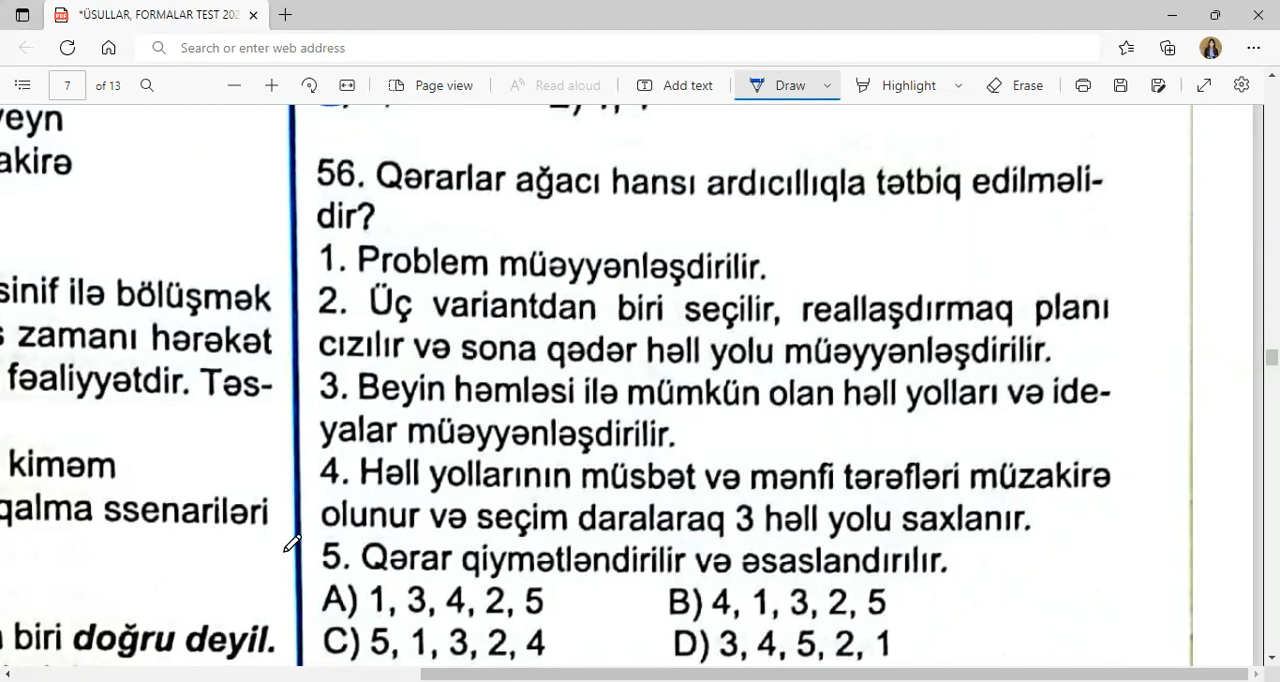 *ÜSULLAR, FORMALAR TEST 202
Search or enter web address
7 of 13
Page view
Read aloud
Add text
Draw
Highlight
Erase
akirə
sinif ilə bölüşmək
zamanı hərəkət
fəaliyyətdir. Təs-
kiməm
qalma ssenariləri
biri doğru deyil.
56. Qərarlar ağacı hansı ardıcıllıqla tətbiq edilməli-
dir?
1. Problem müəyyənləşdirilir.
2. Üç variantdan biri seçilir, reallaşdırmaq planı
cızılır və sona qədər həll yolu müəyyənləşdirilir.
3. Beyin həmləsi ilə mümkün olan həll yolları və ide-
yalar müəyyənləşdirilir.
4. Həll yollarının müsbət və mənfi tərəfləri müzakirə
olunur və seçim daralaraq 3 həll yolu saxlanır.
5. Qərar qiymətləndirilir və əsaslandırılır.
A) 1, 3, 4, 2, 5 B) 4, 1, 3, 2, 5
C) 5, 1, 3, 2, 4 D) 3, 4, 5, 2, 1